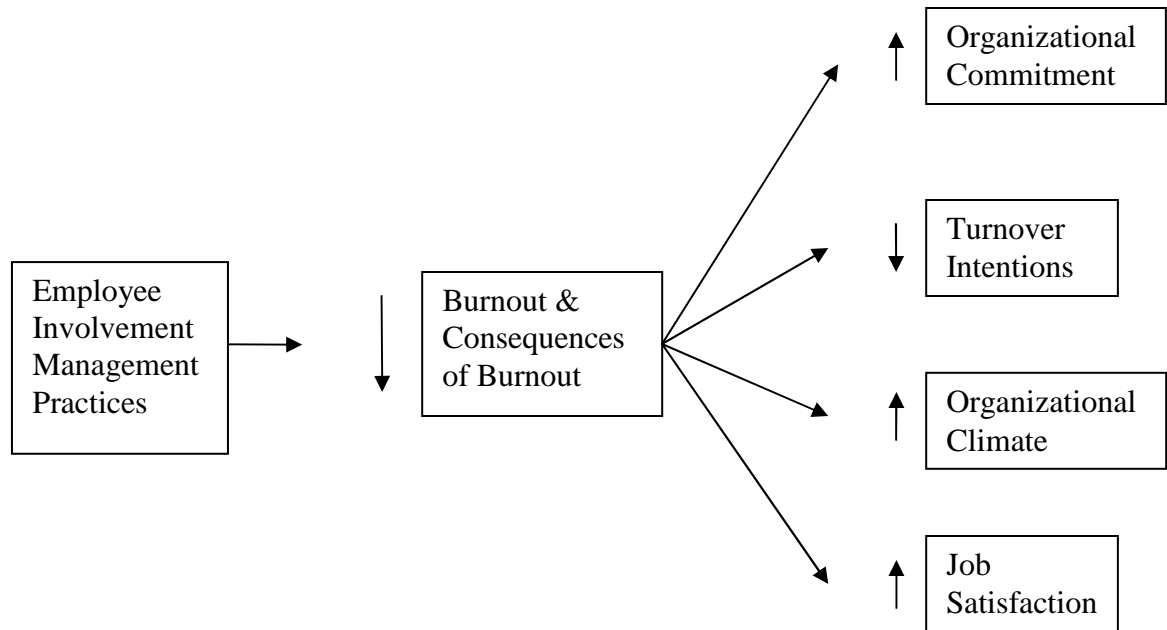 Organizational
Commitment
Turnover
Intentions
Employee
Involvement
Management
Practices
Burnout &
Consequences
of Burnout
Organizational
Climate
Job
Satisfaction